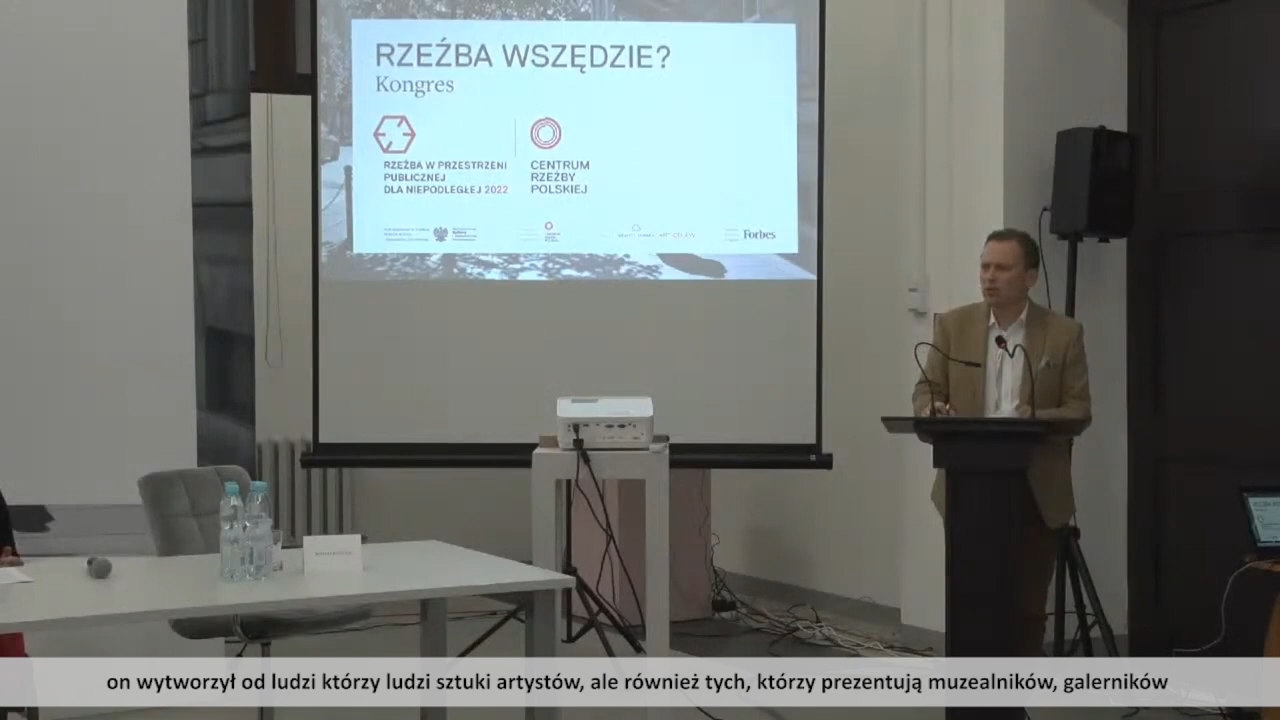 RZEŹBA WSZĘDZIE?
Kongres
RZEŹBA W PRZESTRZENI
PUBLICZNEJ
DLA NIEPODLEGŁEJ 2022
CENTRUM
RZEŹBY
POLSKIEJ
Forbes
on wytworzył od ludzi którzy ludzi sztuki artystów, ale również tych, którzy prezentują muzealników, galerników